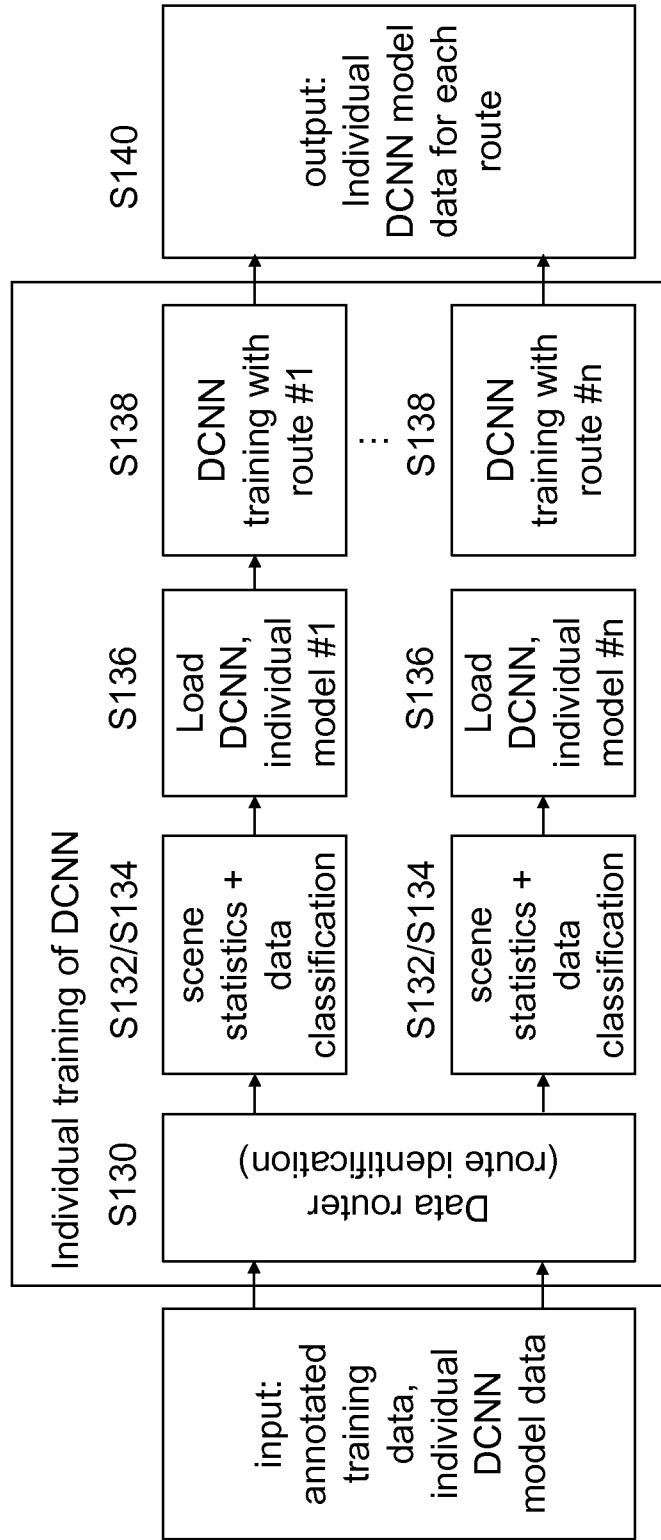 Individual training of DCNN
input:
annotated
training
data,
individual
DCNN
model data
S130
Data router
(route identification)
S132/S134
scene
statistics +
data
classification
S136
Load
DCNN,
individual
model #1
S138
DCNN
training with
route #1
...
S132/S134
scene
statistics +
data
classification
S136
Load
DCNN,
individual
model #n
S138
DCNN
training with
route #n
S140
output:
Individual
DCNN model
data for each
route